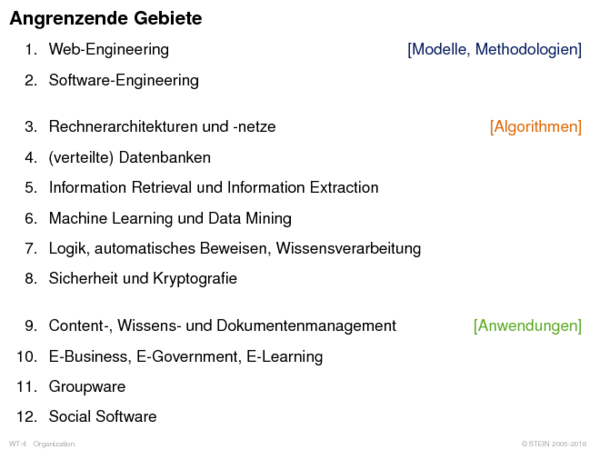 Angrenzende Gebiete
1. Web-Engineering [Modelle, Methodologien]
2. Software-Engineering
3. Rechnerarchitekturen und -netze [Algorithmen]
4. (verteilte) Datenbanken
5. Information Retrieval und Information Extraction
6. Machine Learning und Data Mining
7. Logik, automatisches Beweisen, Wissensverarbeitung
8. Sicherheit und Kryptografie
9. Content-, Wissens- und Dokumentenmanagement [Anwendungen]
10. E-Business, E-Government, E-Learning
11. Groupware
12. Social Software
WT:4 Organization © STEIN 2005-2018